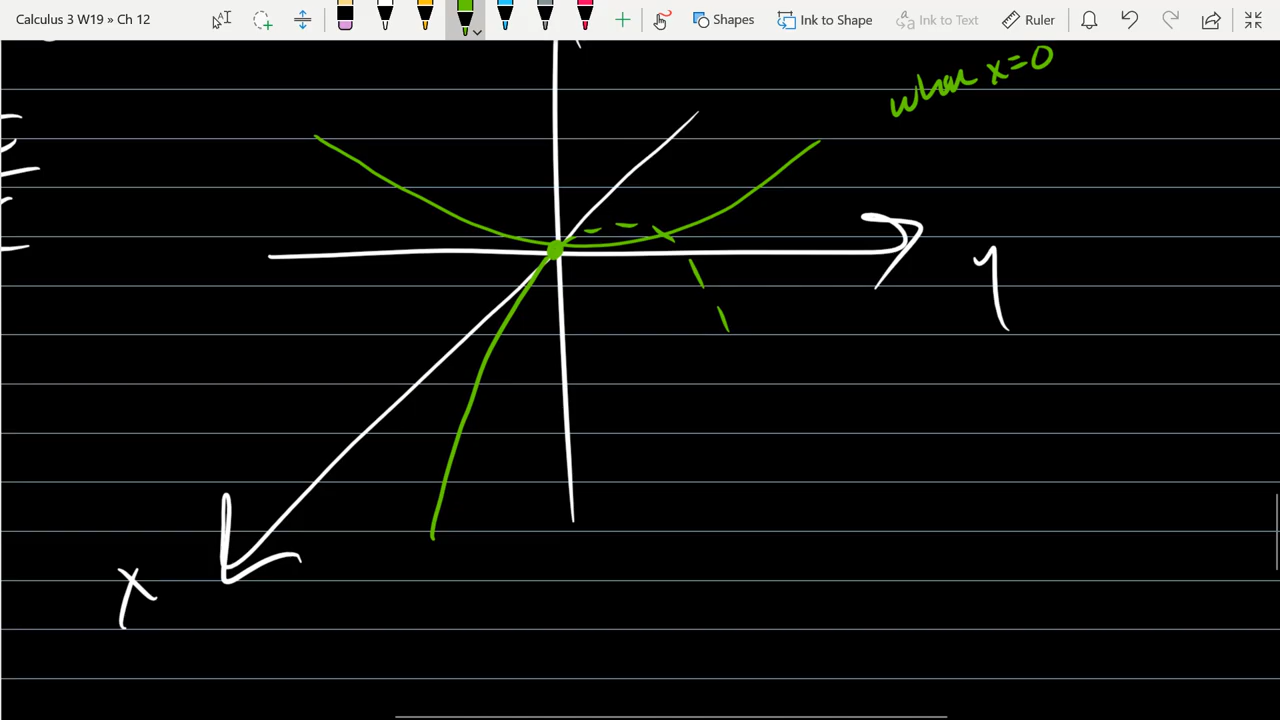 Calculus 3 W19 » Ch 12
Shapes
Ink to Shape
Ink to Text
Ruler
when x=0
y
x